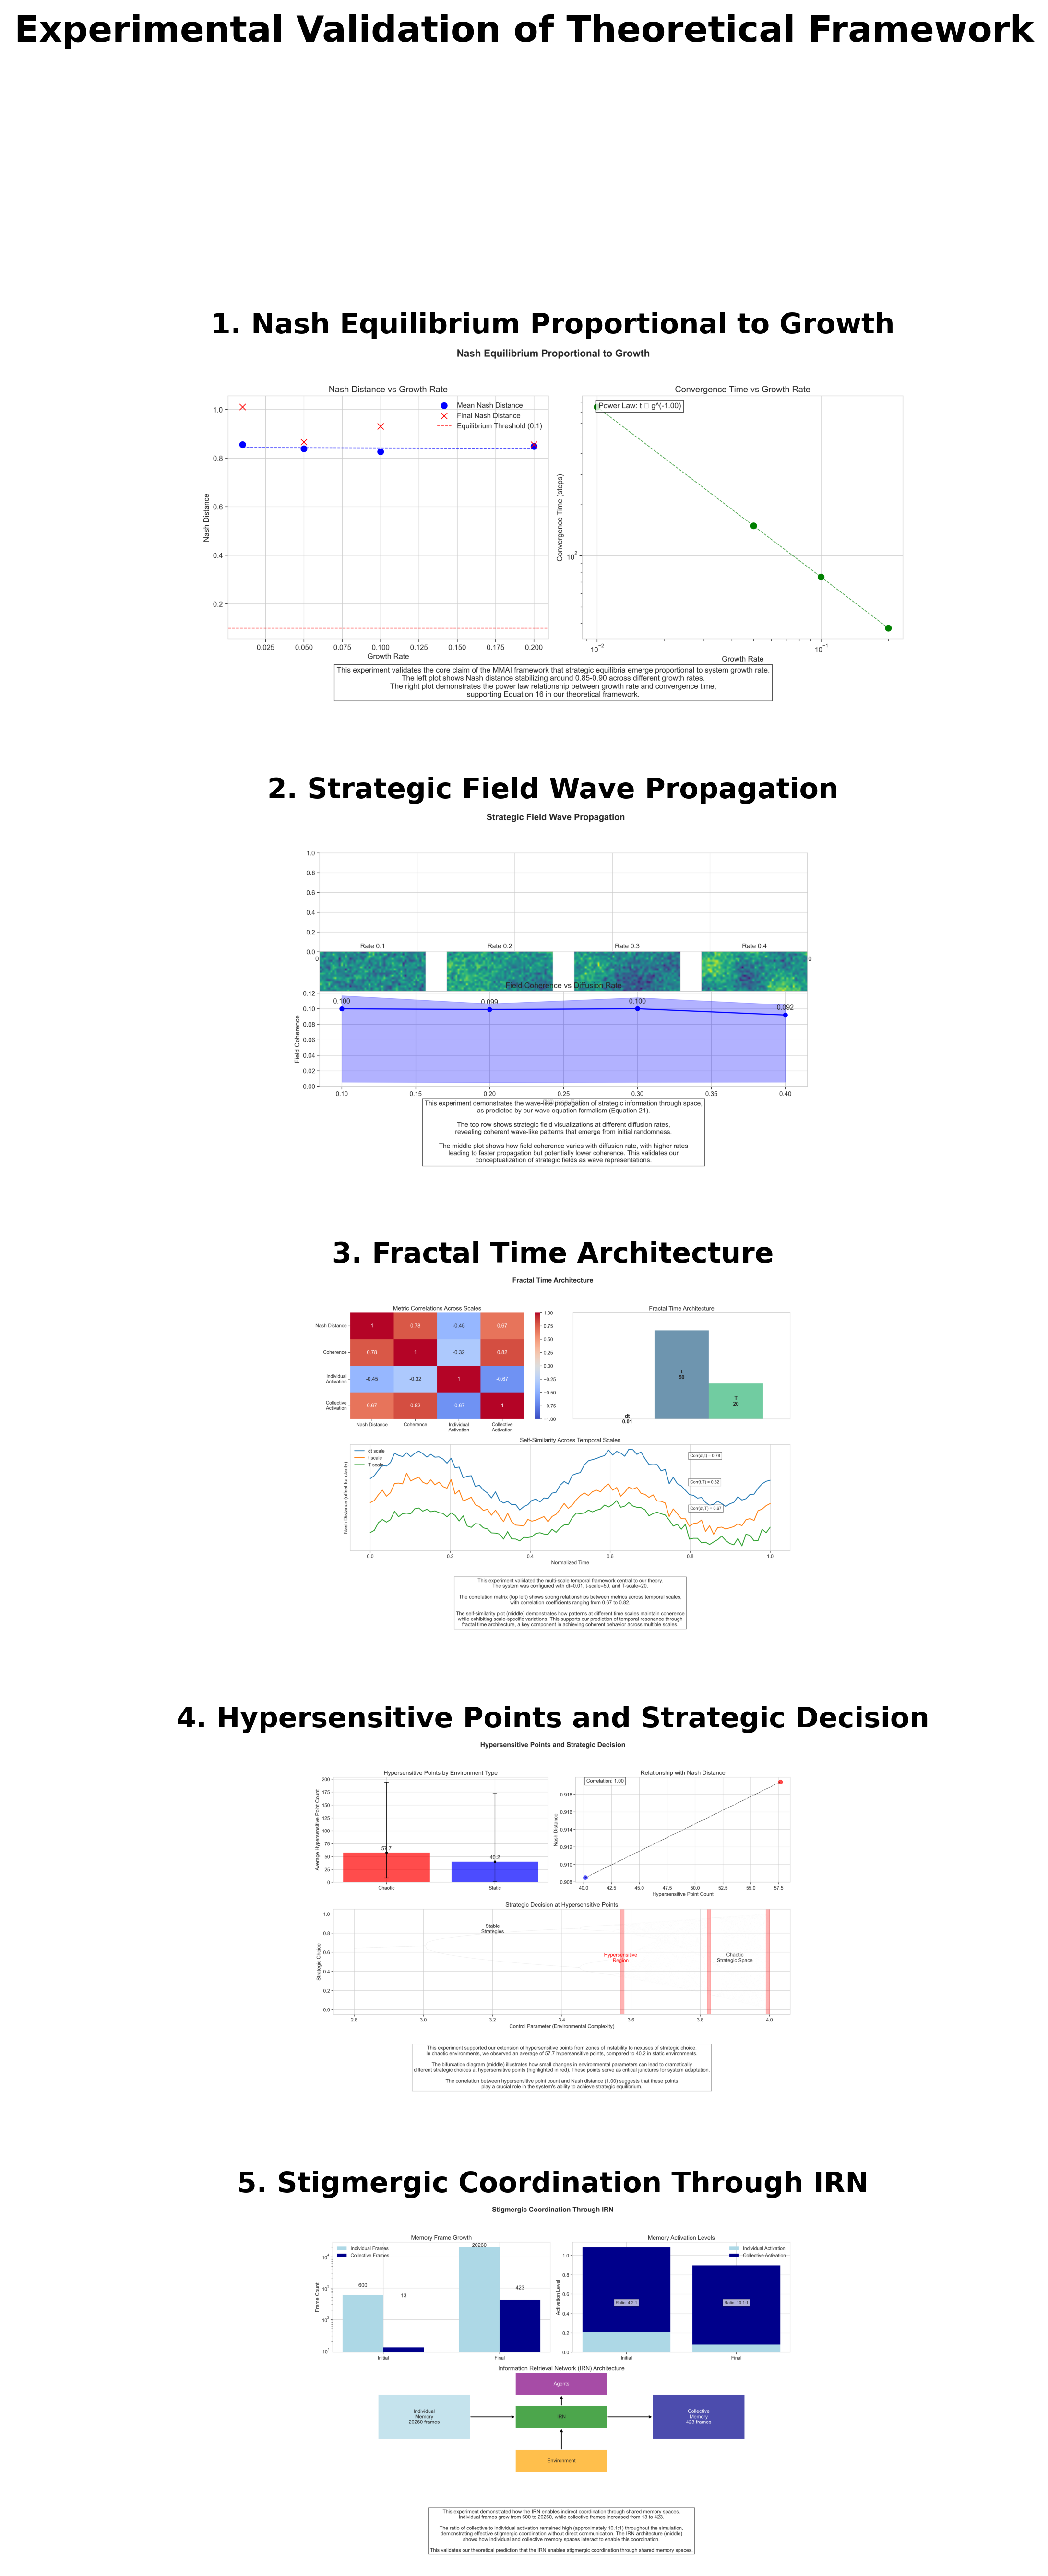 Experimental Validation of Theoretical Framework
1. Nash Equilibrium Proportional to Growth
Nash Equilibrium Proportional to Growth
Nash Distance vs Growth Rate
Mean Nash Distance
Final Nash Distance
Equilibrium Threshold (0.1)
Nash Distance
1.0
0.8
0.6
0.4
0.2
0.025 0.050 0.075 0.100 0.125 0.150 0.175 0.200
Growth Rate
Convergence Time vs Growth Rate
Power Law: t □ g^(-1.00)
Convergence Time (steps)
10²
10⁻² 10⁻¹
Growth Rate
This experiment validates the core claim of the MMAI framework that strategic equilibria emerge proportional to system growth rate.
The left plot shows Nash distance stabilizing around 0.85-0.90 across different growth rates.
The right plot demonstrates the power law relationship between growth rate and convergence time,
supporting Equation 16 in our theoretical framework.
2. Strategic Field Wave Propagation
Strategic Field Wave Propagation
1.0
0.8
0.6
0.4
0.2
0.0
Rate 0.1 Rate 0.2 Rate 0.3 Rate 0.4
0 0
Field Coherence vs Diffusion Rate
0.100 0.099 0.100 0.092
Field Coherence
0.12
0.10
0.08
0.06
0.04
0.02
0.00
0.10 0.15 0.20 0.25 0.30 0.35 0.40
This experiment demonstrates the wave-like propagation of strategic information through space,
as predicted by our wave equation formalism (Equation 21).
The top row shows strategic field visualizations at different diffusion rates,
revealing coherent wave-like patterns that emerge from initial randomness.
The middle plot shows how field coherence varies with diffusion rate, with higher rates
leading to faster propagation but potentially lower coherence. This validates our
conceptualization of strategic fields as wave representations.
3. Fractal Time Architecture
Fractal Time Architecture
Metric Correlations Across Scales
Nash Distance 1 0.78 -0.45 0.67
Coherence 0.78 1 -0.32 0.82
Individual
Activation
-0.45 -0.32 1 -0.67
Collective
Activation
0.67 0.82 -0.67 1
Nash Distance Coherence Individual
Activation
Collective
Activation
1.00
0.75
0.50
0.25
0.00
−0.25
−0.50
−0.75
−1.00
Fractal Time Architecture
dt
0.01
t
50
T
20
Self-Similarity Across Temporal Scales
dt scale
t scale
T scale
Corr(dt,t) = 0.78
Corr(t,T) = 0.82
Corr(dt,T) = 0.67
Nash Distance (offset for clarity)
0.0 0.2 0.4 0.6 0.8 1.0
Normalized Time
This experiment validated the multi-scale temporal framework central to our theory.
The system was configured with dt=0.01, t-scale=50, and T-scale=20.
The correlation matrix (top left) shows strong relationships between metrics across temporal scales,
with correlation coefficients ranging from 0.67 to 0.82.
The self-similarity plot (middle) demonstrates how patterns at different time scales maintain coherence
while exhibiting scale-specific variations. This supports our prediction of temporal resonance through
fractal time architecture, a key component in achieving coherent behavior across multiple scales.
4. Hypersensitive Points and Strategic Decision
Hypersensitive Points and Strategic Decision
Hypersensitive Points by Environment Type
Average Hypersensitive Point Count
200
175
150
125
100
75
50
25
0
57.7
40.2
Chaotic Static
Relationship with Nash Distance
Correlation: 1.00
Nash Distance
0.918
0.916
0.914
0.912
0.910
0.908
40.0 42.5 45.0 47.5 50.0 52.5 55.0 57.5
Hypersensitive Point Count
Strategic Decision at Hypersensitive Points
Strategic Choice
1.0
0.8
0.6
0.4
0.2
0.0
Stable
Strategies
Hypersensitive
Region
Chaotic
Strategic Space
2.8 3.0 3.2 3.4 3.6 3.8 4.0
Control Parameter (Environmental Complexity)
This experiment supported our extension of hypersensitive points from zones of instability to nexuses of strategic choice.
In chaotic environments, we observed an average of 57.7 hypersensitive points, compared to 40.2 in static environments.
The bifurcation diagram (middle) illustrates how small changes in environmental parameters can lead to dramatically
different strategic choices at hypersensitive points (highlighted in red). These points serve as critical junctures for system adaptation.
The correlation between hypersensitive point count and Nash distance (1.00) suggests that these points
play a crucial role in the system's ability to achieve strategic equilibrium.
5. Stigmergic Coordination Through IRN
Stigmergic Coordination Through IRN
Memory Frame Growth
Individual Frames
Collective Frames
Frame Count
10⁴
10³
10²
10¹
600
13
20260
423
Initial Final
Memory Activation Levels
Individual Activation
Collective Activation
Activation Level
1.0
0.8
0.6
0.4
0.2
0.0
Ratio: 4.2:1
Ratio: 10.1:1
Initial Final
Information Retrieval Network (IRN) Architecture
Agents
Individual
Memory
20260 frames
IRN
Collective
Memory
423 frames
Environment
This experiment demonstrated how the IRN enables indirect coordination through shared memory spaces.
Individual frames grew from 600 to 20260, while collective frames increased from 13 to 423.
The ratio of collective to individual activation remained high (approximately 10.1:1) throughout the simulation,
demonstrating effective stigmergic coordination without direct communication. The IRN architecture (middle)
shows how individual and collective memory spaces interact to enable this coordination.
This validates our theoretical prediction that the IRN enables stigmergic coordination through shared memory spaces.